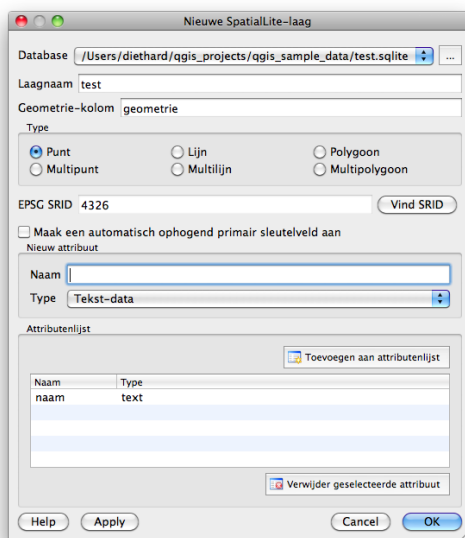 Nieuwe SpatialLite-laag
Database /Users/diethard/qgis_projects/qgis_sample_data/test.sqlite ...
Laagnaam test
Geometrie-kolom geometrie
Type
Punt Lijn Polygoon
Multipunt Multilijn Multipolygoon
EPSG SRID 4326 Vind SRID
Maak een automatisch ophogend primair sleutelveld aan
Nieuw attribuut
Naam
Type Tekst-data
Attributenlijst
Toevoegen aan attributenlijst
Naam Type
naam text
Verwijder geselecteerde attribuut
Help Apply Cancel OK